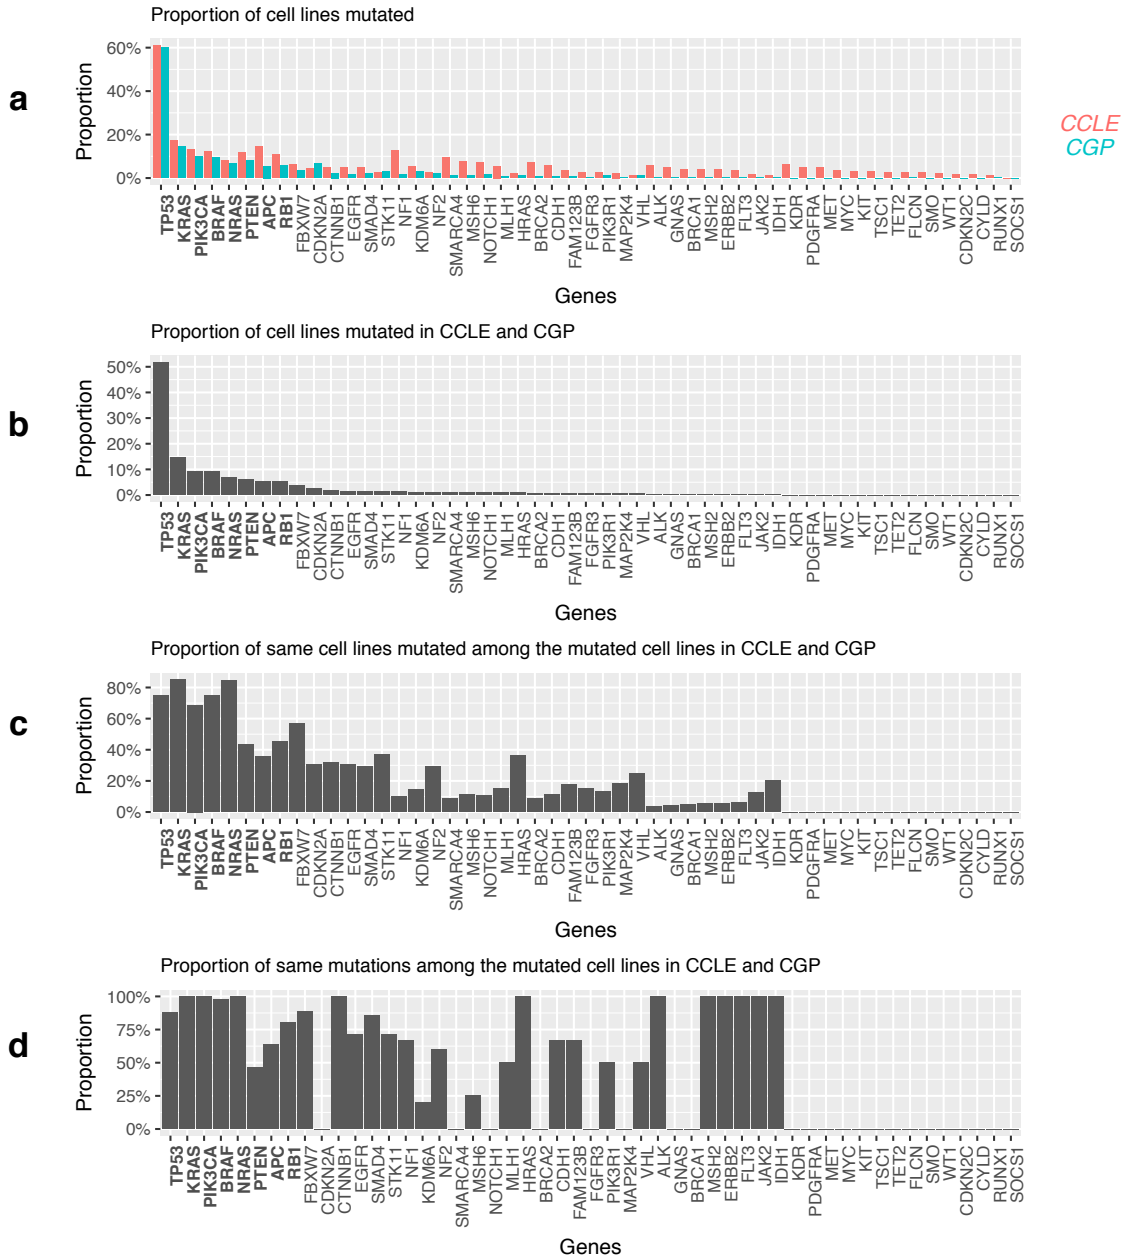 Proportion of cell lines mutated
a
Proportion
60%
40%
20%
0%
CCLE
CGP
TP53
KRAS
PIK3CA
BRAF
NRAS
PTEN
APC
RB1
FBXW7
CDKN2A
CTNNB1
EGFR
SMAD4
STK11
NF1
KDM6A
NF2
SMARCA4
MSH6
NOTCH1
MLH1
HRAS
BRCA2
CDH1
FAM123B
FGFR3
PIK3R1
MAP2K4
VHL
ALK
GNAS
BRCA1
MSH2
ERBB2
FLT3
JAK2
IDH1
KDR
PDGFRA
MET
MYC
KIT
TSC1
TET2
FLCN
SMO
WT1
CDKN2C
CYLD
RUNX1
SOCS1
Genes
Proportion of cell lines mutated in CCLE and CGP
b
Proportion
50%
40%
30%
20%
10%
0%
TP53
KRAS
PIK3CA
BRAF
NRAS
PTEN
APC
RB1
FBXW7
CDKN2A
CTNNB1
EGFR
SMAD4
STK11
NF1
KDM6A
NF2
SMARCA4
MSH6
NOTCH1
MLH1
HRAS
BRCA2
CDH1
FAM123B
FGFR3
PIK3R1
MAP2K4
VHL
ALK
GNAS
BRCA1
MSH2
ERBB2
FLT3
JAK2
IDH1
KDR
PDGFRA
MET
MYC
KIT
TSC1
TET2
FLCN
SMO
WT1
CDKN2C
CYLD
RUNX1
SOCS1
Genes
Proportion of same cell lines mutated among the mutated cell lines in CCLE and CGP
c
Proportion
80%
60%
40%
20%
0%
TP53
KRAS
PIK3CA
BRAF
NRAS
PTEN
APC
RB1
FBXW7
CDKN2A
CTNNB1
EGFR
SMAD4
STK11
NF1
KDM6A
NF2
SMARCA4
MSH6
NOTCH1
MLH1
HRAS
BRCA2
CDH1
FAM123B
FGFR3
PIK3R1
MAP2K4
VHL
ALK
GNAS
BRCA1
MSH2
ERBB2
FLT3
JAK2
IDH1
KDR
PDGFRA
MET
MYC
KIT
TSC1
TET2
FLCN
SMO
WT1
CDKN2C
CYLD
RUNX1
SOCS1
Genes
Proportion of same mutations among the mutated cell lines in CCLE and CGP
d
Proportion
100%
75%
50%
25%
0%
TP53
KRAS
PIK3CA
BRAF
NRAS
PTEN
APC
RB1
FBXW7
CDKN2A
CTNNB1
EGFR
SMAD4
STK11
NF1
KDM6A
NF2
SMARCA4
MSH6
NOTCH1
MLH1
HRAS
BRCA2
CDH1
FAM123B
FGFR3
PIK3R1
MAP2K4
VHL
ALK
GNAS
BRCA1
MSH2
ERBB2
FLT3
JAK2
IDH1
KDR
PDGFRA
MET
MYC
KIT
TSC1
TET2
FLCN
SMO
WT1
CDKN2C
CYLD
RUNX1
SOCS1
Genes